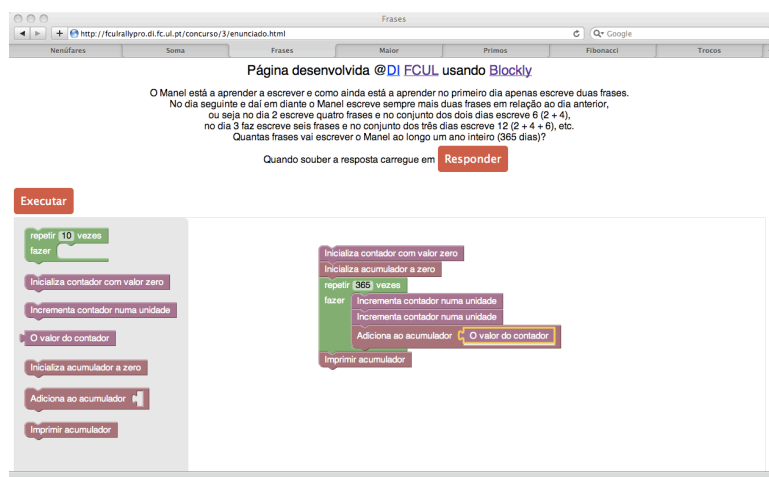 Frases
http://fculrallypro.di.fc.ul.pt/concurso/3/enunciado.html
Google
Nenúfares Soma Frases Maior Primos Fibonacci Trocos
Página desenvolvida @DI FCUL usando Blockly
O Manel está a aprender a escrever e como ainda está a aprender no primeiro dia apenas escreve duas frases.
No dia seguinte e daí em diante o Manel escreve sempre mais duas frases em relação ao dia anterior,
ou seja no dia 2 escreve quatro frases e no conjunto dos dois dias escreve 6 (2 + 4),
no dia 3 faz escreve seis frases e no conjunto dos três dias escreve 12 (2 + 4 + 6), etc.
Quantas frases vai escrever o Manel ao longo um ano inteiro (365 dias)?
Quando souber a resposta carregue em Responder
Executar
repetir 10 vezes
fazer
Inicializa contador com valor zero
Incrementa contador numa unidade
O valor do contador
Inicializa acumulador a zero
Adiciona ao acumulador
Imprimir acumulador
Inicializa contador com valor zero
Inicializa acumulador a zero
repetir 365 vezes
fazer Incrementa contador numa unidade
Incrementa contador numa unidade
Adiciona ao acumulador O valor do contador
Imprimir acumulador